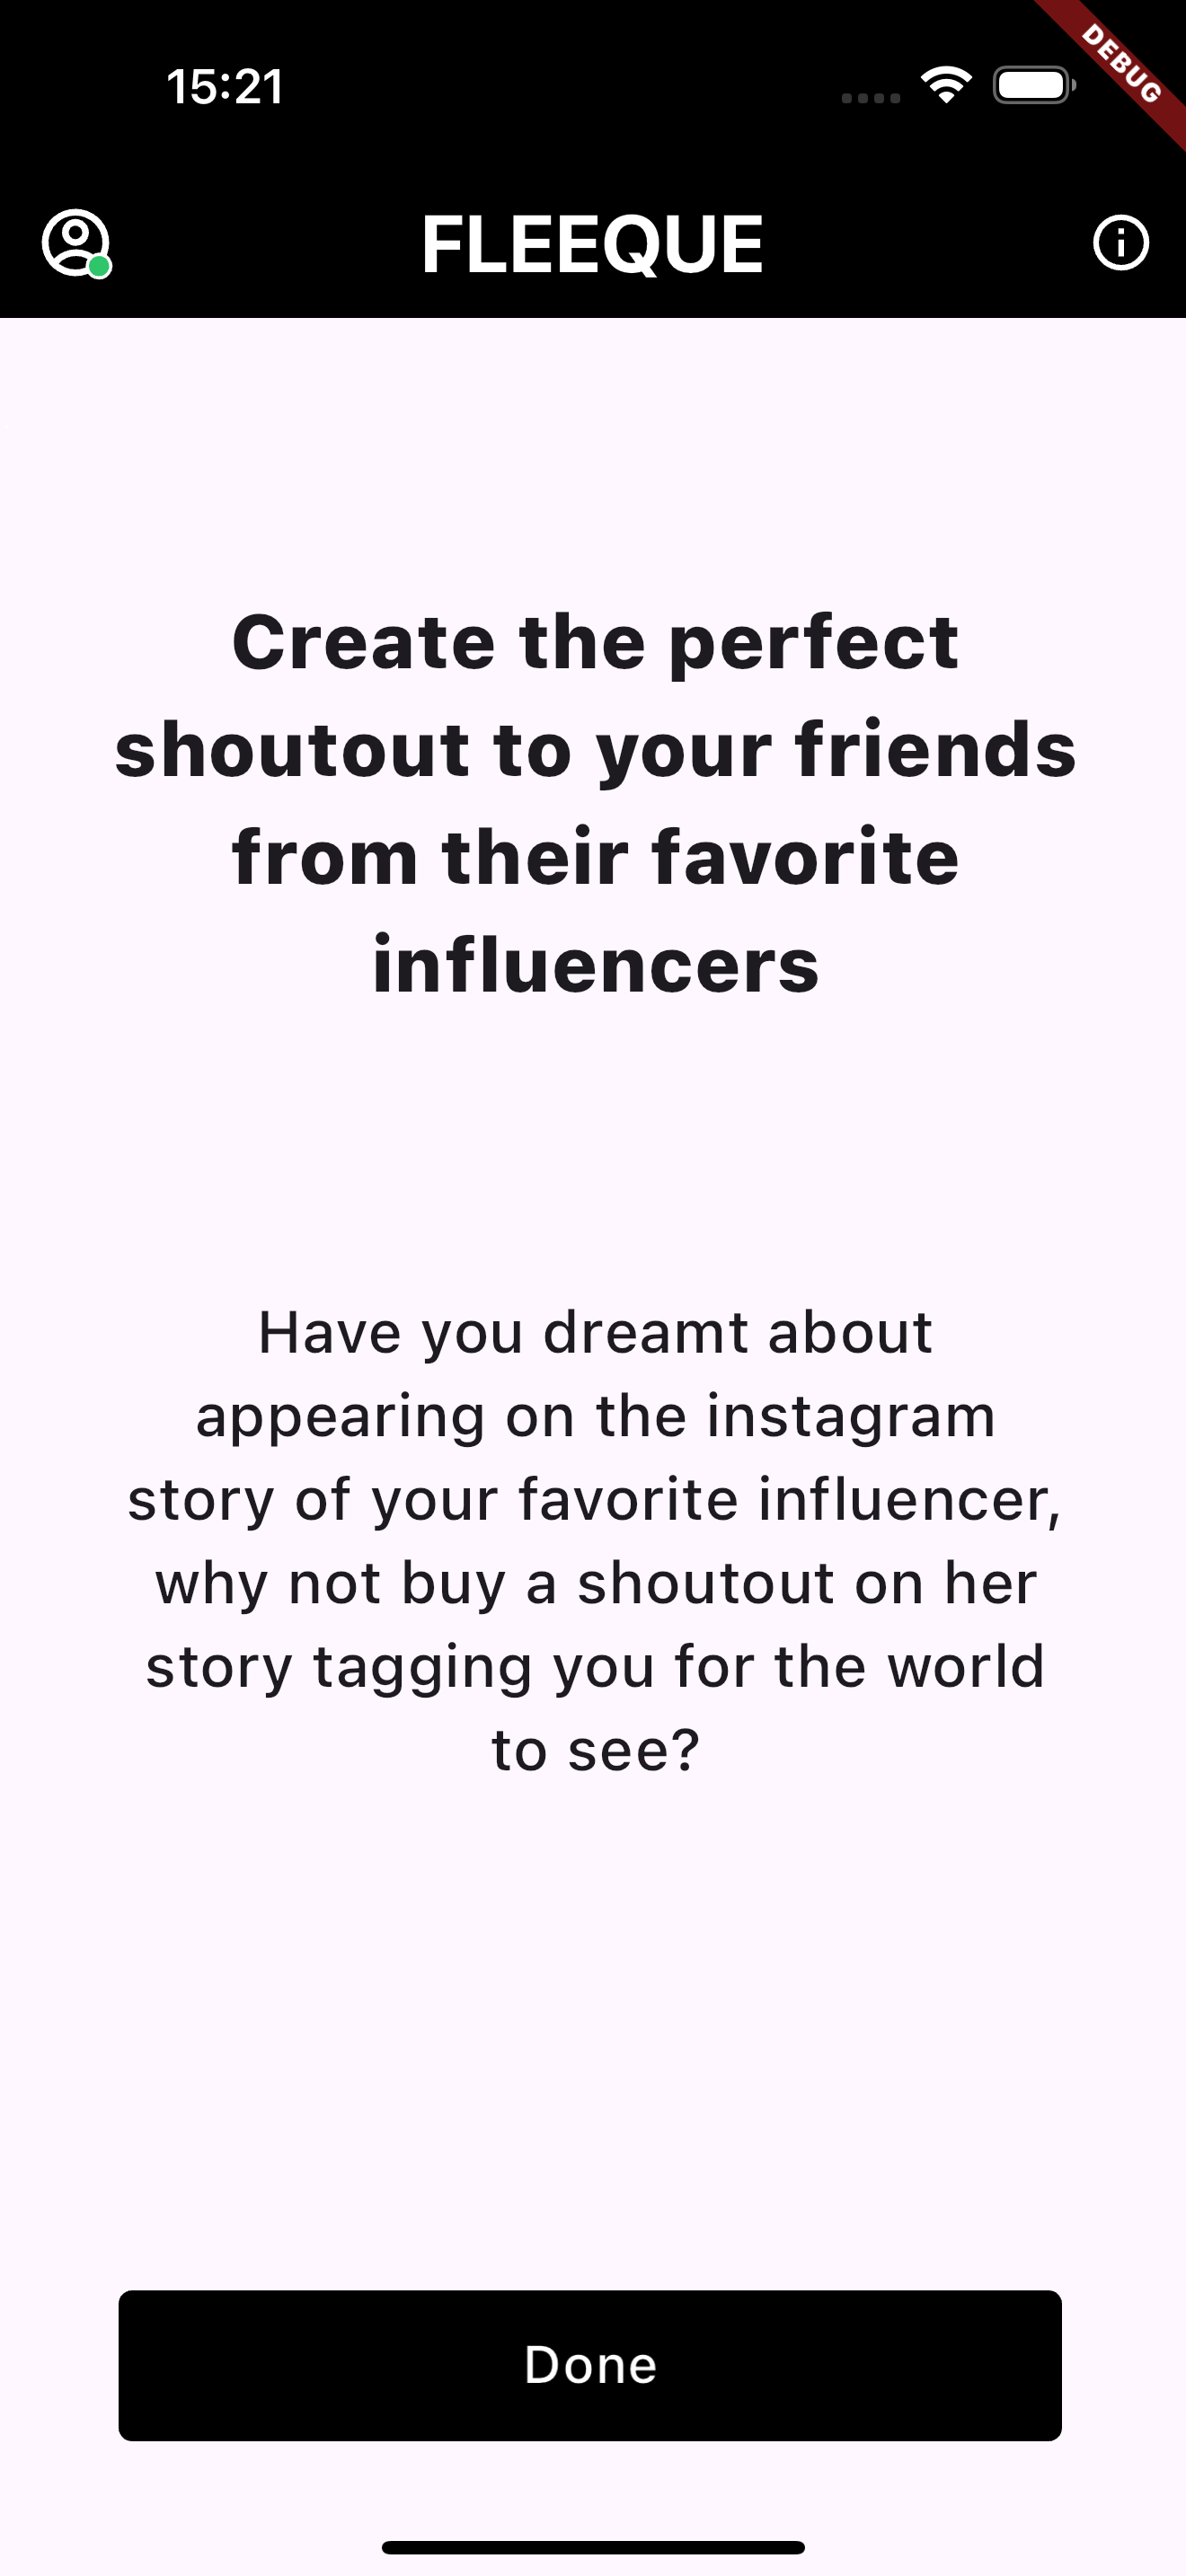 15:21
DEBUG
FLEEQUE
Create the perfect
shoutout to your friends
from their favorite
influencers
Have you dreamt about
appearing on the instagram
story of your favorite influencer,
why not buy a shoutout on her
story tagging you for the world
to see?
Done